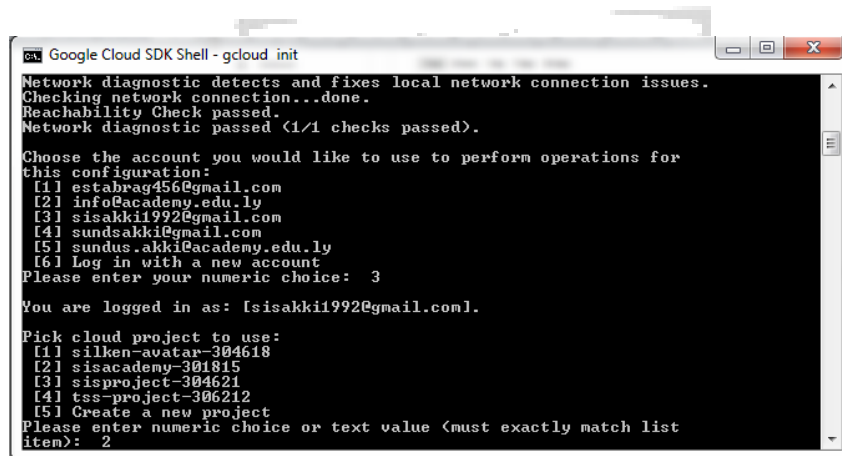 Google Cloud SDK Shell - gcloud init
Network diagnostic detects and fixes local network connection issues.
Checking network connection...done.
Reachability Check passed.
Network diagnostic passed (1/1 checks passed).
Choose the account you would like to use to perform operations for
this configuration:
[1] estabrag456@gmail.com
[2] info@academy.edu.ly
[3] sisakki1992@gmail.com
[4] sundsakki@gmail.com
[5] sundus.akki@academy.edu.ly
[6] Log in with a new account
Please enter your numeric choice:  3
You are logged in as: [sisakki1992@gmail.com].
Pick cloud project to use:
[1] silken-avatar-304618
[2] sisacademy-301815
[3] sisproject-304621
[4] tss-project-306212
[5] Create a new project
Please enter numeric choice or text value (must exactly match list
item):  2